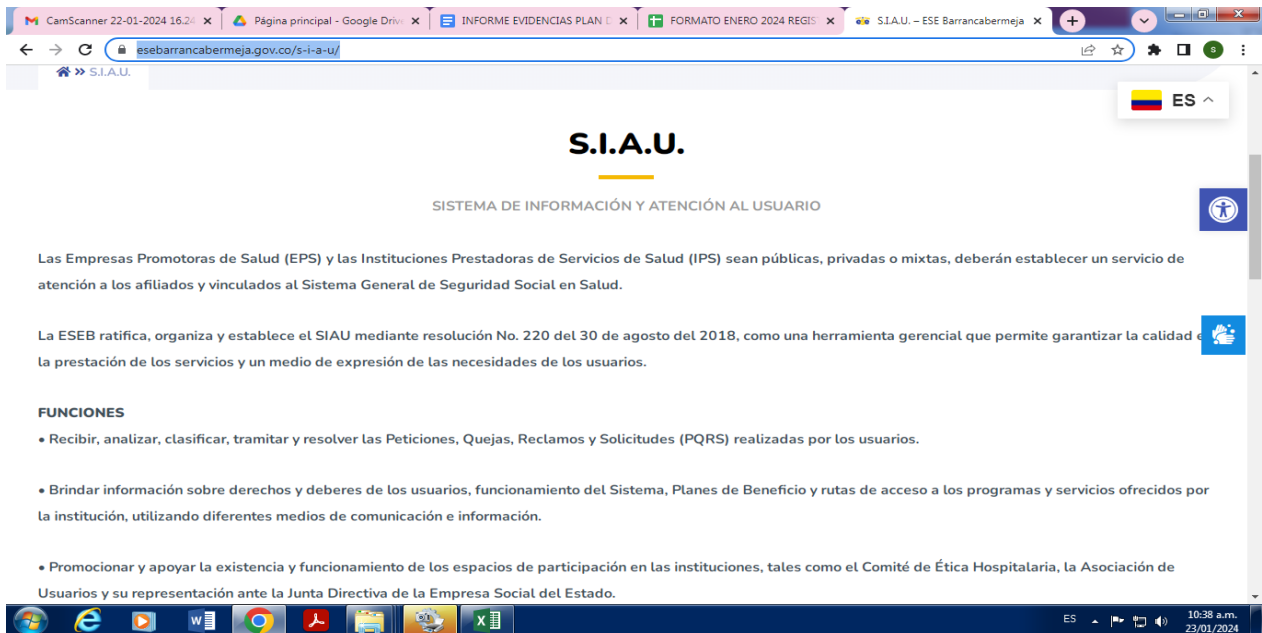 CamScanner 22-01-2024 16.24
Página principal - Google Driv
INFORME EVIDENCIAS PLAN D
FORMATO ENERO 2024 REGIS
S.I.A.U. – ESE Barrancabermeja
esebarrancabermeja.gov.co/s-i-a-u/
S
S.I.A.U.
ES
S.I.A.U.
SISTEMA DE INFORMACIÓN Y ATENCIÓN AL USUARIO
Las Empresas Promotoras de Salud (EPS) y las Instituciones Prestadoras de Servicios de Salud (IPS) sean públicas, privadas o mixtas, deberán establecer un servicio de
atención a los afiliados y vinculados al Sistema General de Seguridad Social en Salud.
La ESEB ratifica, organiza y establece el SIAU mediante resolución No. 220 del 30 de agosto del 2018, como una herramienta gerencial que permite garantizar la calidad e
la prestación de los servicios y un medio de expresión de las necesidades de los usuarios.
FUNCIONES
• Recibir, analizar, clasificar, tramitar y resolver las Peticiones, Quejas, Reclamos y Solicitudes (PQRS) realizadas por los usuarios.
• Brindar información sobre derechos y deberes de los usuarios, funcionamiento del Sistema, Planes de Beneficio y rutas de acceso a los programas y servicios ofrecidos por
la institución, utilizando diferentes medios de comunicación e información.
• Promocionar y apoyar la existencia y funcionamiento de los espacios de participación en las instituciones, tales como el Comité de Ética Hospitalaria, la Asociación de
Usuarios y su representación ante la Junta Directiva de la Empresa Social del Estado.
ES
10:38 a.m.
23/01/2024